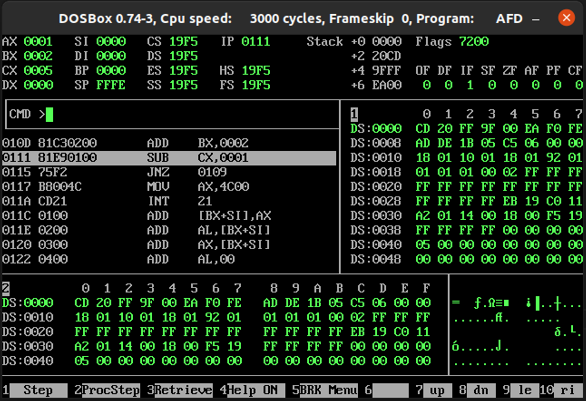 DOSBox 0.74-3, Cpu speed: 3000 cycles, Frameskip 0, Program: AFD
AX 0001 SI 0000 CS 19F5 IP 0111 Stack +0 0000 Flags 7200
BX 0002 DI 0000 DS 19F5 +2 20CD
CX 0005 BP 0000 ES 19F5 HS 19F5 +4 9FFF OF DF IF SF ZF AF PF CF
DX 0000 SP FFFE SS 19F5 FS 19F5 +6 EA00 0 0 1 0 0 0 0 0
CMD >
1 0 1 2 3 4 5 6 7
DS:0000 CD 20 FF 9F 00 EA F0 FE
DS:0008 AD DE 1B 05 C5 06 00 00
DS:0010 18 01 10 01 18 01 92 01
DS:0018 01 01 01 00 02 FF FF FF
DS:0020 FF FF FF FF FF FF FF FF
DS:0028 FF FF FF FF EB 19 C0 11
DS:0030 A2 01 14 00 18 00 F5 19
DS:0038 FF FF FF FF 00 00 00 00
DS:0040 05 00 00 00 00 00 00 00
DS:0048 00 00 00 00 00 00 00 00
010D 81C30200 ADD BX,0002
0111 81E90100 SUB CX,0001
0115 75F2 JNZ 0109
0117 B8004C MOV AX,4C00
011A CD21 INT 21
011C 0100 ADD [BX+SI],AX
011E 0200 ADD AL,[BX+SI]
0120 0300 ADD AX,[BX+SI]
0122 0400 ADD AL,00
2 0 1 2 3 4 5 6 7 8 9 A B C D E F
DS:0000 CD 20 FF 9F 00 EA F0 FE AD DE 1B 05 C5 06 00 00
DS:0010 18 01 10 01 18 01 92 01 01 01 01 00 02 FF FF FF
DS:0020 FF FF FF FF FF FF FF FF FF FF FF FF EB 19 C0 11
DS:0030 A2 01 14 00 18 00 F5 19 FF FF FF FF 00 00 00 00
DS:0040 05 00 00 00 00 00 00 00 00 00 00 00 00 00 00 00
1 Step 2 ProcStep 3 Retrieve 4 Help ON 5 BRK Menu 6 7 up 8 dn 9 le 10 ri